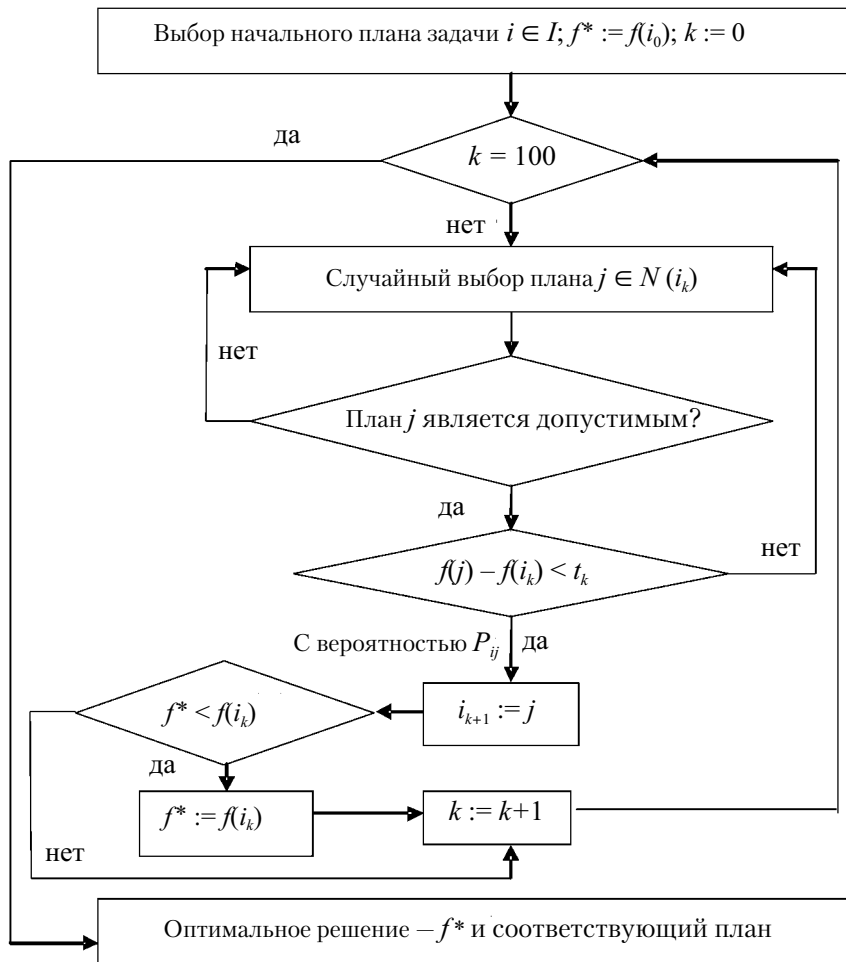 Выбор начального плана задачи i ∈ I; f* := f(i₀); k := 0
да
k = 100
нет
Случайный выбор плана j ∈ N (iₖ)
нет
План j является допустимым?
да
f(j) – f(iₖ) < tₖ
нет
С вероятностью Pᵢⱼ
да
f* < f(iₖ)
iₖ₊₁ := j
да
f* := f(iₖ)
k := k+1
нет
Оптимальное решение – f* и соответствующий план